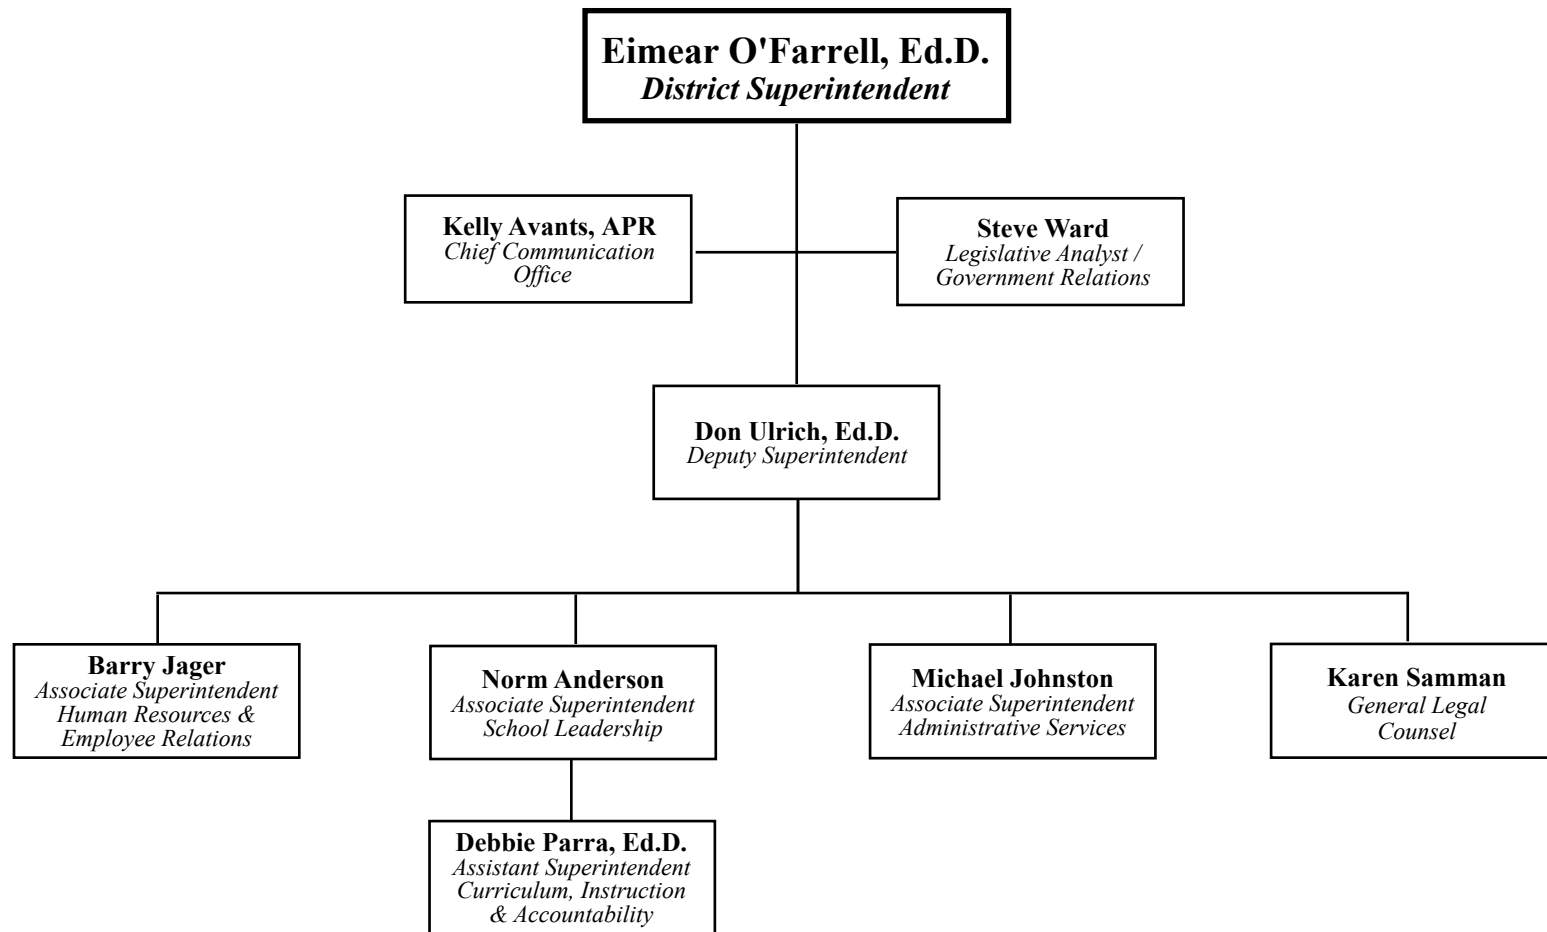 Eimear O'Farrell, Ed.D.
District Superintendent
Kelly Avants, APR
Chief Communication
Office
Steve Ward
Legislative Analyst /
Government Relations
Don Ulrich, Ed.D.
Deputy Superintendent
Barry Jager
Associate Superintendent
Human Resources &
Employee Relations
Norm Anderson
Associate Superintendent
School Leadership
Michael Johnston
Associate Superintendent
Administrative Services
Karen Samman
General Legal
Counsel
Debbie Parra, Ed.D.
Assistant Superintendent
Curriculum, Instruction
& Accountability